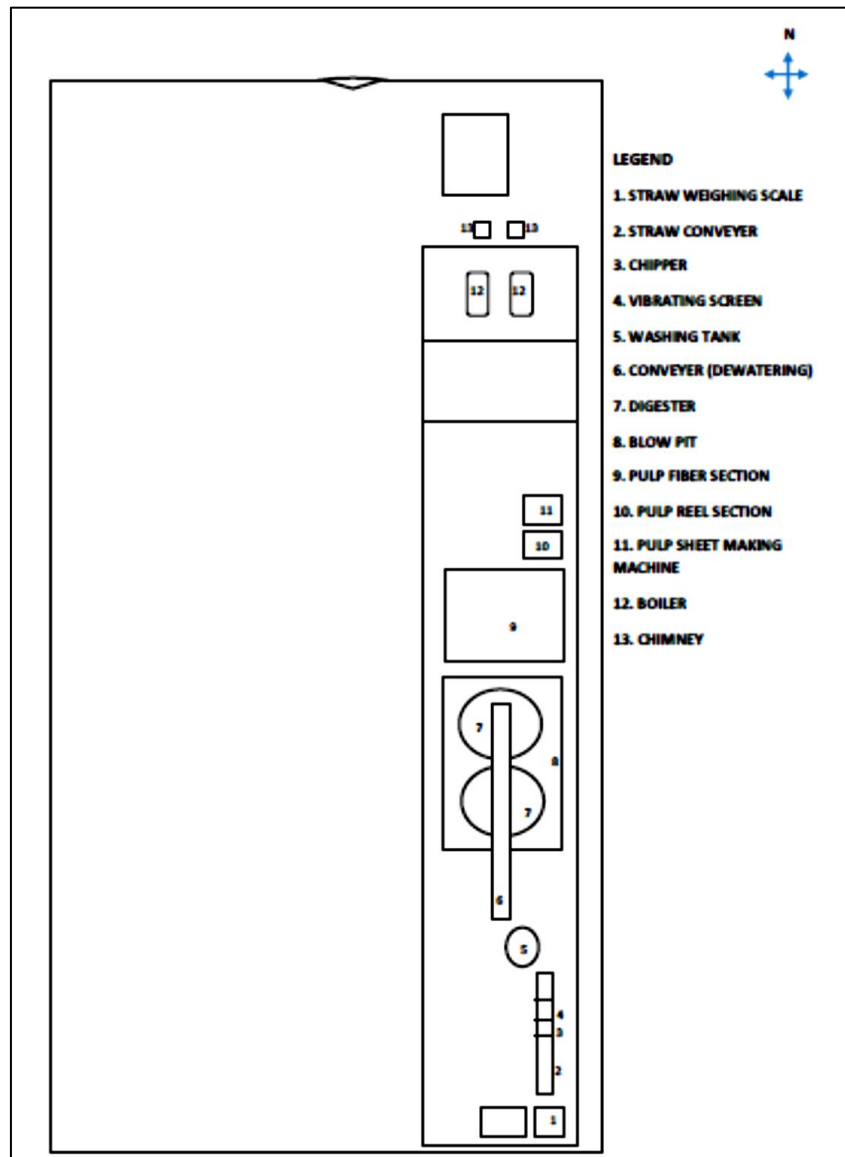 N
LEGEND
1. STRAW WEIGHING SCALE
13
13
2. STRAW CONVEYER
3. CHIPPER
12
12
4. VIBRATING SCREEN
5. WASHING TANK
6. CONVEYER (DEWATERING)
7. DIGESTER
8. BLOW PIT
9. PULP FIBER SECTION
11
10. PULP REEL SECTION
10
11. PULP SHEET MAKING
MACHINE
12. BOILER
9
13. CHIMNEY
7
8
7
6
5
4
3
2
1